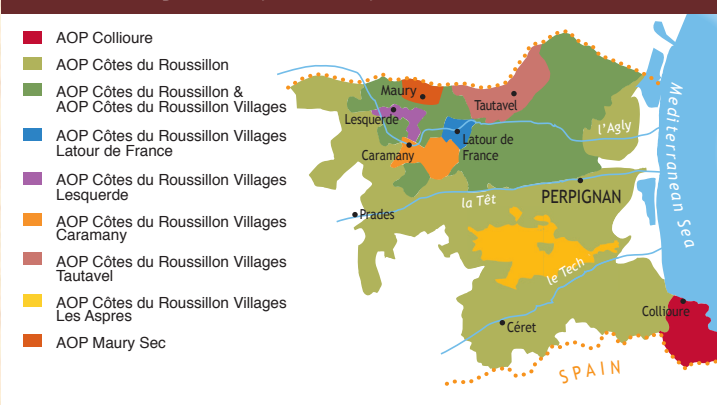 AOP Collioure
AOP Côtes du Roussillon
AOP Côtes du Roussillon &
AOP Côtes du Roussillon Villages
AOP Côtes du Roussillon Villages
Latour de France
AOP Côtes du Roussillon Villages
Lesquerde
AOP Côtes du Roussillon Villages
Caramany
AOP Côtes du Roussillon Villages
Tautavel
AOP Côtes du Roussillon Villages
Les Aspres
AOP Maury Sec
Maury
Tautavel
Lesquerde
l'Agly
Latour de
France
Caramany
Mediterranean Sea
la Têt
PERPIGNAN
Prades
le Tech
Collioure
Céret
SPAIN